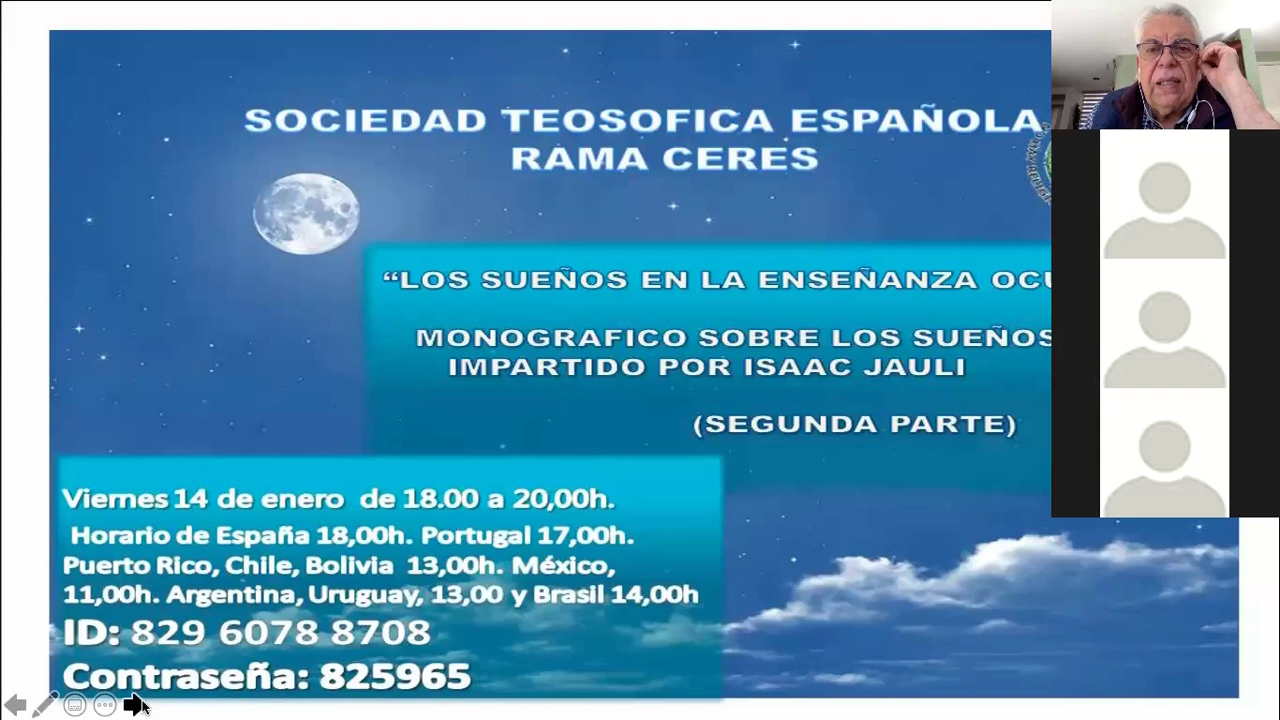 SOCIEDAD TEOSOFICA ESPAÑOLA
RAMA CERES
“LOS SUEÑOS EN LA ENSEÑANZA
MONOGRAFICO SOBRE LOS SUEÑOS
IMPARTIDO POR ISAAC JAULI
(SEGUNDA PARTE)
Viernes 14 de enero de 18.00 a 20,00h.
Horario de España 18,00h. Portugal 17,00h.
Puerto Rico, Chile, Bolivia 13,00h. México,
11,00h. Argentina, Uruguay, 13,00 y Brasil 14,00h
ID: 829 6078 8708
Contraseña: 825965